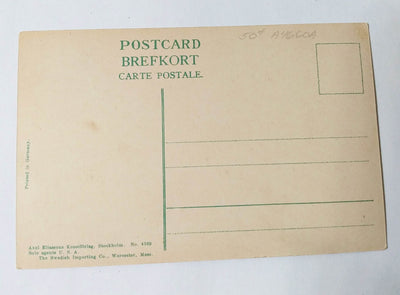 50¢
POSTCARD
BREFKORT
CARTE POSTALE.
Printed in Germany.
Axel Eliassons Konstförlag, Stockholm. No. 4569
Sole agents U. S. A.
The Swedish Importing Co., Worcester, Mass.